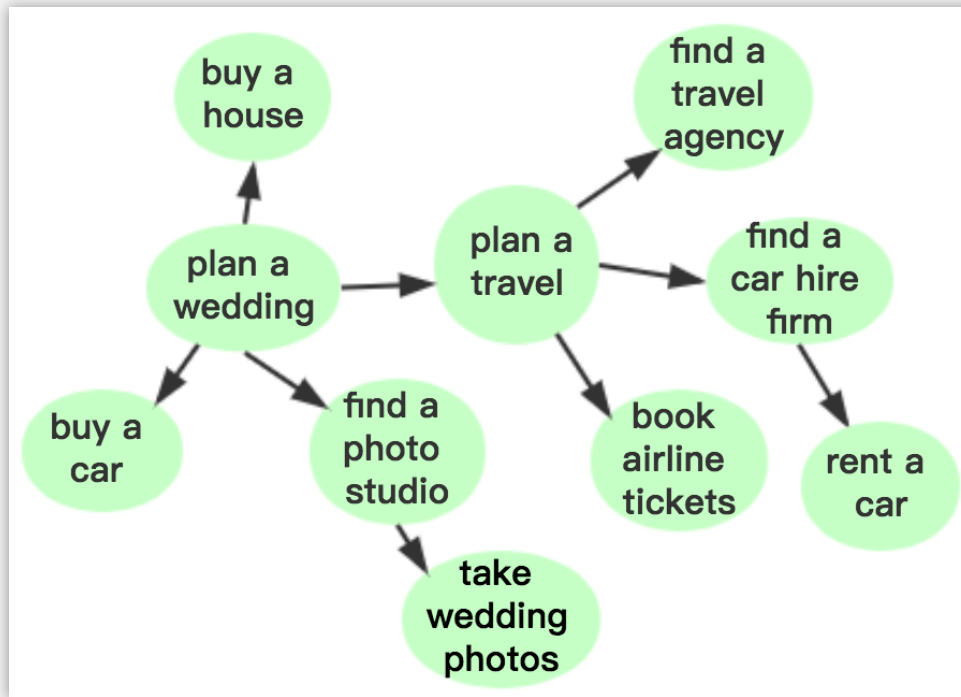 buy a
house
find a
travel
agency
plan a
wedding
plan a
travel
find a
car hire
firm
buy a
car
find a
photo
studio
book
airline
tickets
rent a
car
take
wedding
photos